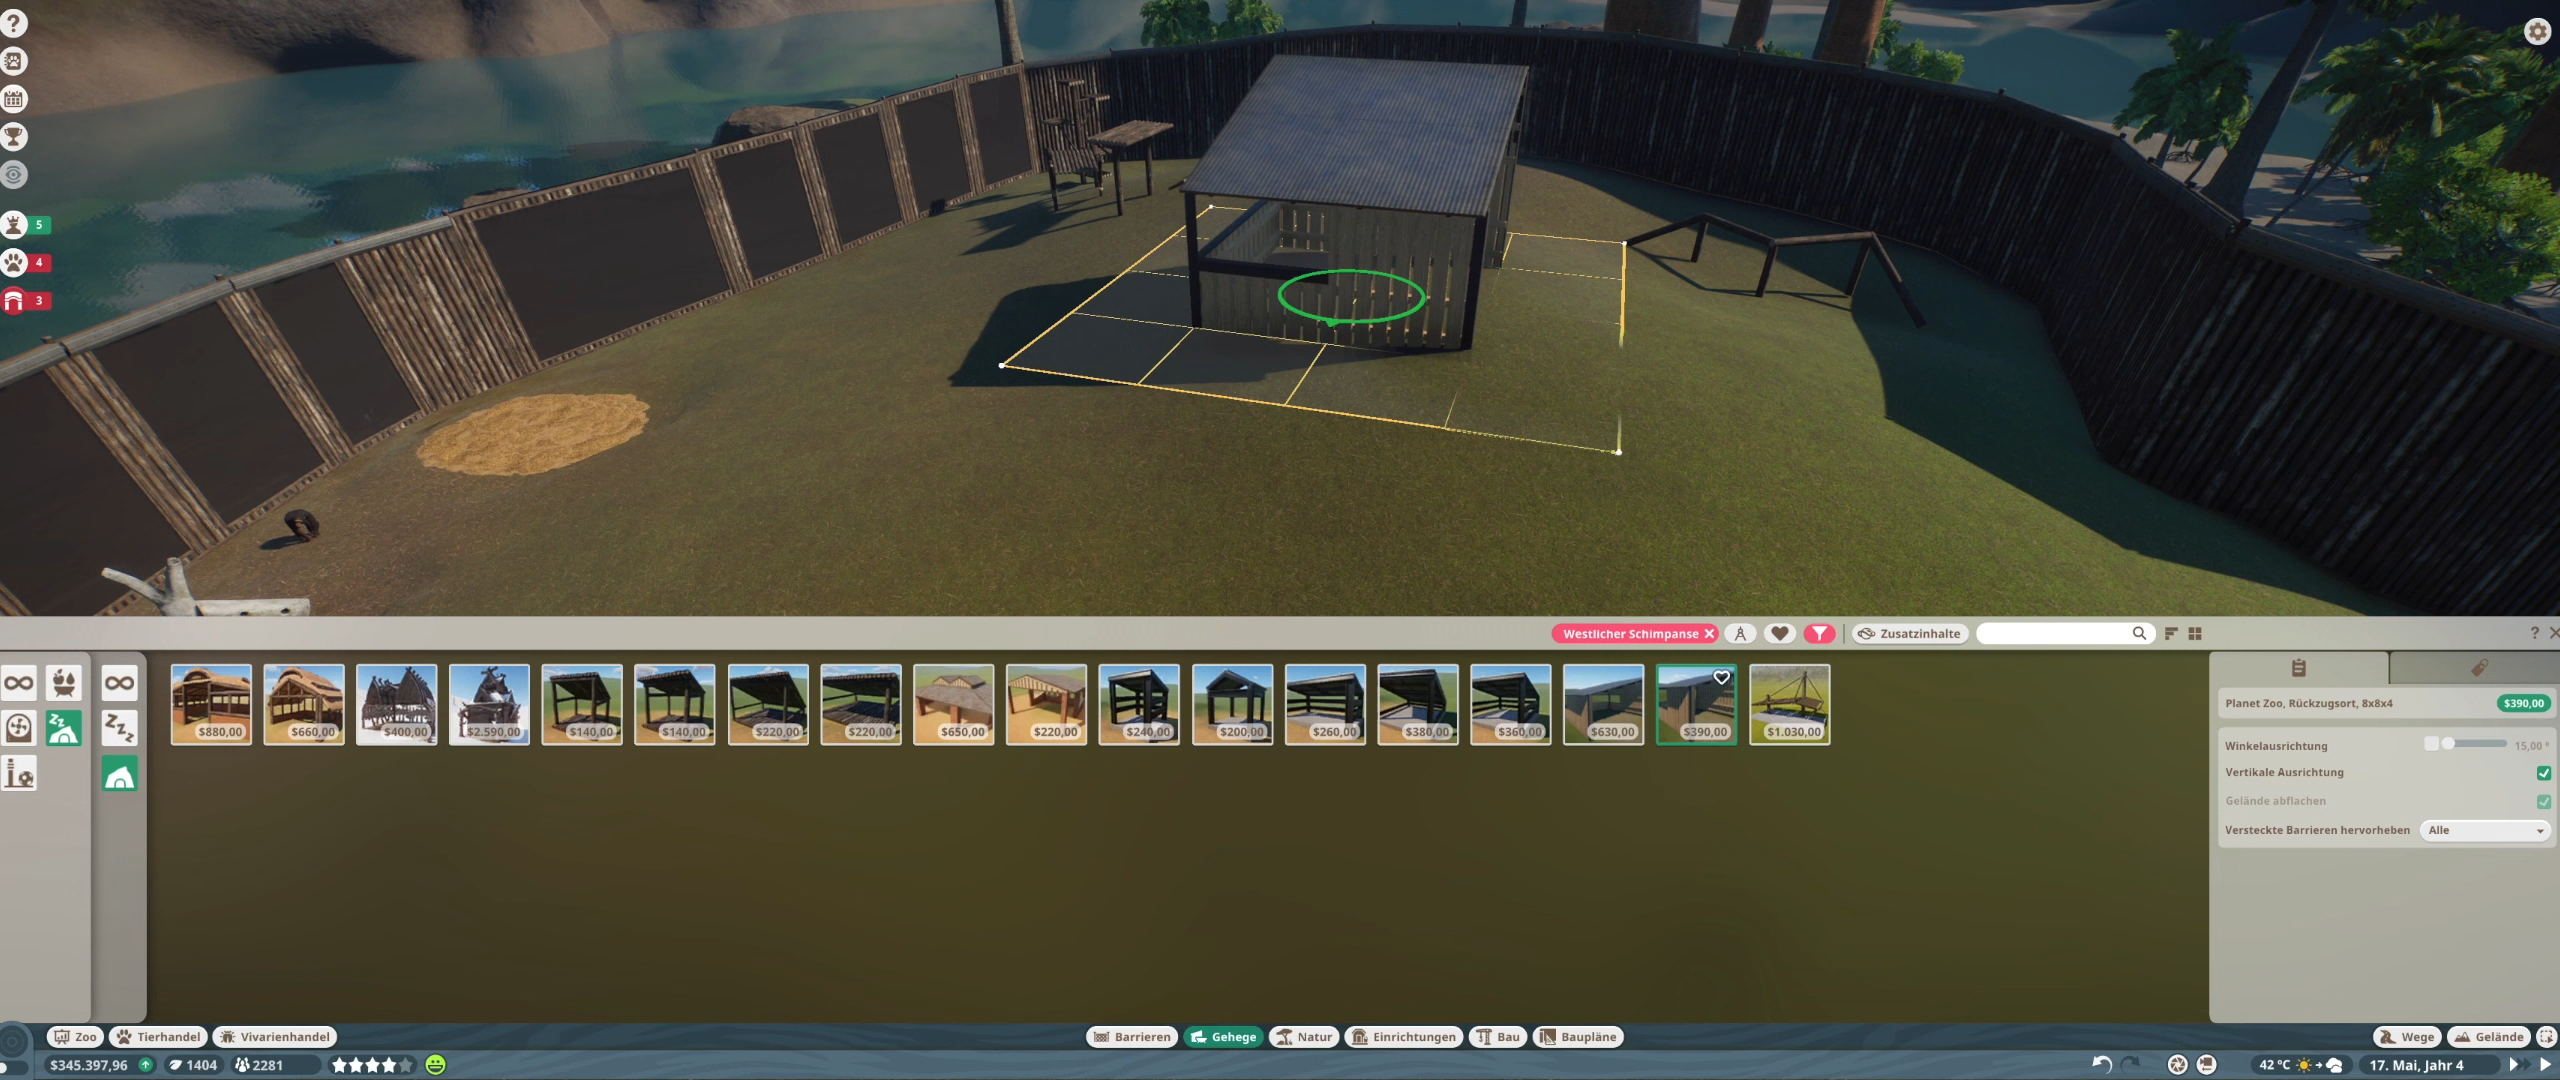 ?
5
4
3
Westlicher Schimpanse ✕
Zusatzinhalte
?
$880,00
$660,00
$400,00
$2.590,00
$140,00
$140,00
$220,00
$220,00
$650,00
$220,00
$240,00
$200,00
$260,00
$380,00
$360,00
$630,00
$390,00
$1.030,00
Planet Zoo, Rückzugsort, 8x8x4 $390,00
Winkelausrichtung 15,00 °
Vertikale Ausrichtung
Gelände abflachen
Versteckte Barrieren hervorheben Alle
Zoo Tierhandel Vivarienhandel Barrieren Gehege Natur Einrichtungen Bau Baupläne Wege Gelände
$345.397,96 1404 2281 42 °C 17. Mai, Jahr 4